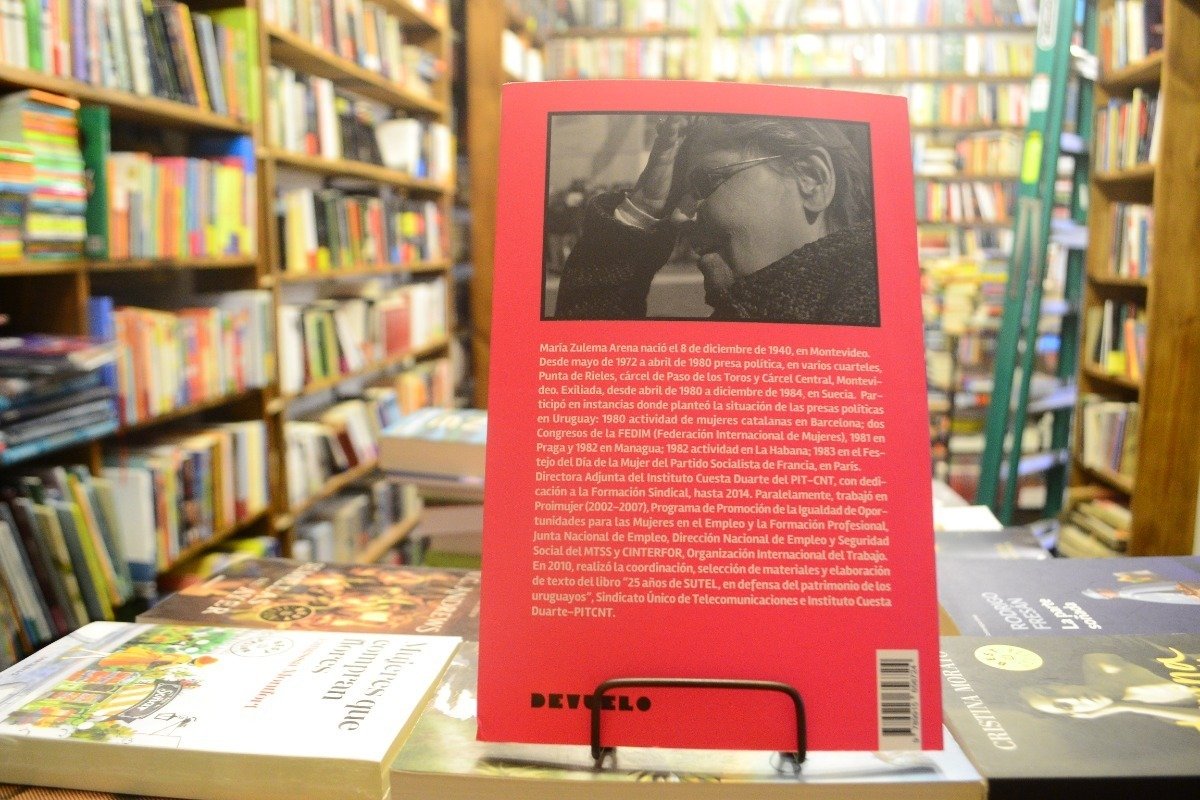 María Zulema Arena nació el 8 de diciembre de 1940, en Montevideo.
Desde mayo de 1972 a abril de 1980 presa política, en varios cuarteles,
Punta de Rieles, cárcel de Paso de los Toros y Cárcel Central, Montevi-
deo. Exiliada, desde abril de 1980 a diciembre de 1984, en Suecia. Par-
ticipó en instancias donde planteó la situación de las presas políticas
en Uruguay: 1980 actividad de mujeres catalanas en Barcelona; dos
Congresos de la FEDIM (Federación Internacional de Mujeres), 1981 en
Praga y 1982 en Managua; 1982 actividad en La Habana; 1983 en el Fes-
tejo del Día de la Mujer del Partido Socialista de Francia, en París.
Directora Adjunta del Instituto Cuesta Duarte del PIT-CNT, con dedi-
cación a la Formación Sindical, hasta 2014. Paralelamente, trabajó en
Proimujer (2002-2007), Programa de Promoción de la Igualdad de Opor-
tunidades para las Mujeres en el Empleo y la Formación Profesional,
Junta Nacional de Empleo, Dirección Nacional de Empleo y Seguridad
Social del MTSS y CINTERFOR, Organización Internacional del Trabajo.
En 2010, realizó la coordinación, selección de materiales y elaboración
de texto del libro "25 años de SUTEL, en defensa del patrimonio de los
uruguayos", Sindicato Único de Telecomunicaciones e Instituto Cuesta
Duarte-PITCNT.
DEVUELO
Mujeres que
compran
flores
RODRIGO
FRESÁN
La parte
soñada
CRISTINA MORATÓ